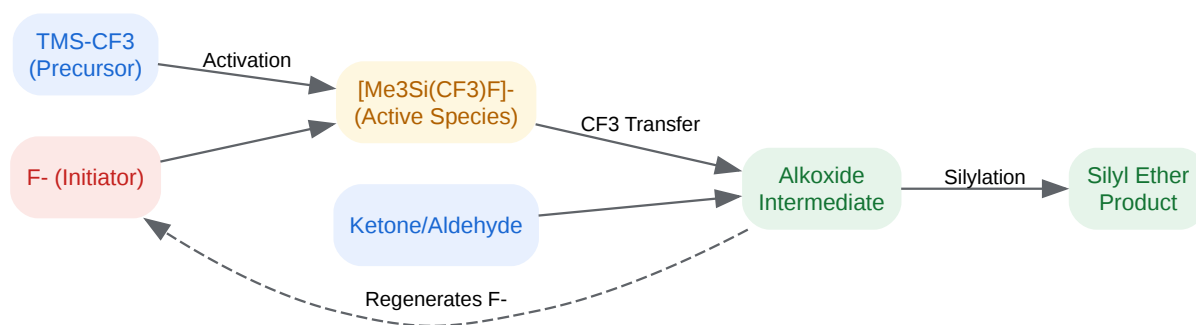 TMS-CF3
(Precursor)
Activation
[Me3Si(CF3)F]-
(Active Species)
F- (Initiator)
CF3 Transfer
Ketone/Aldehyde
Alkoxide
Intermediate
Silylation
Silyl Ether
Product
Regenerates F-